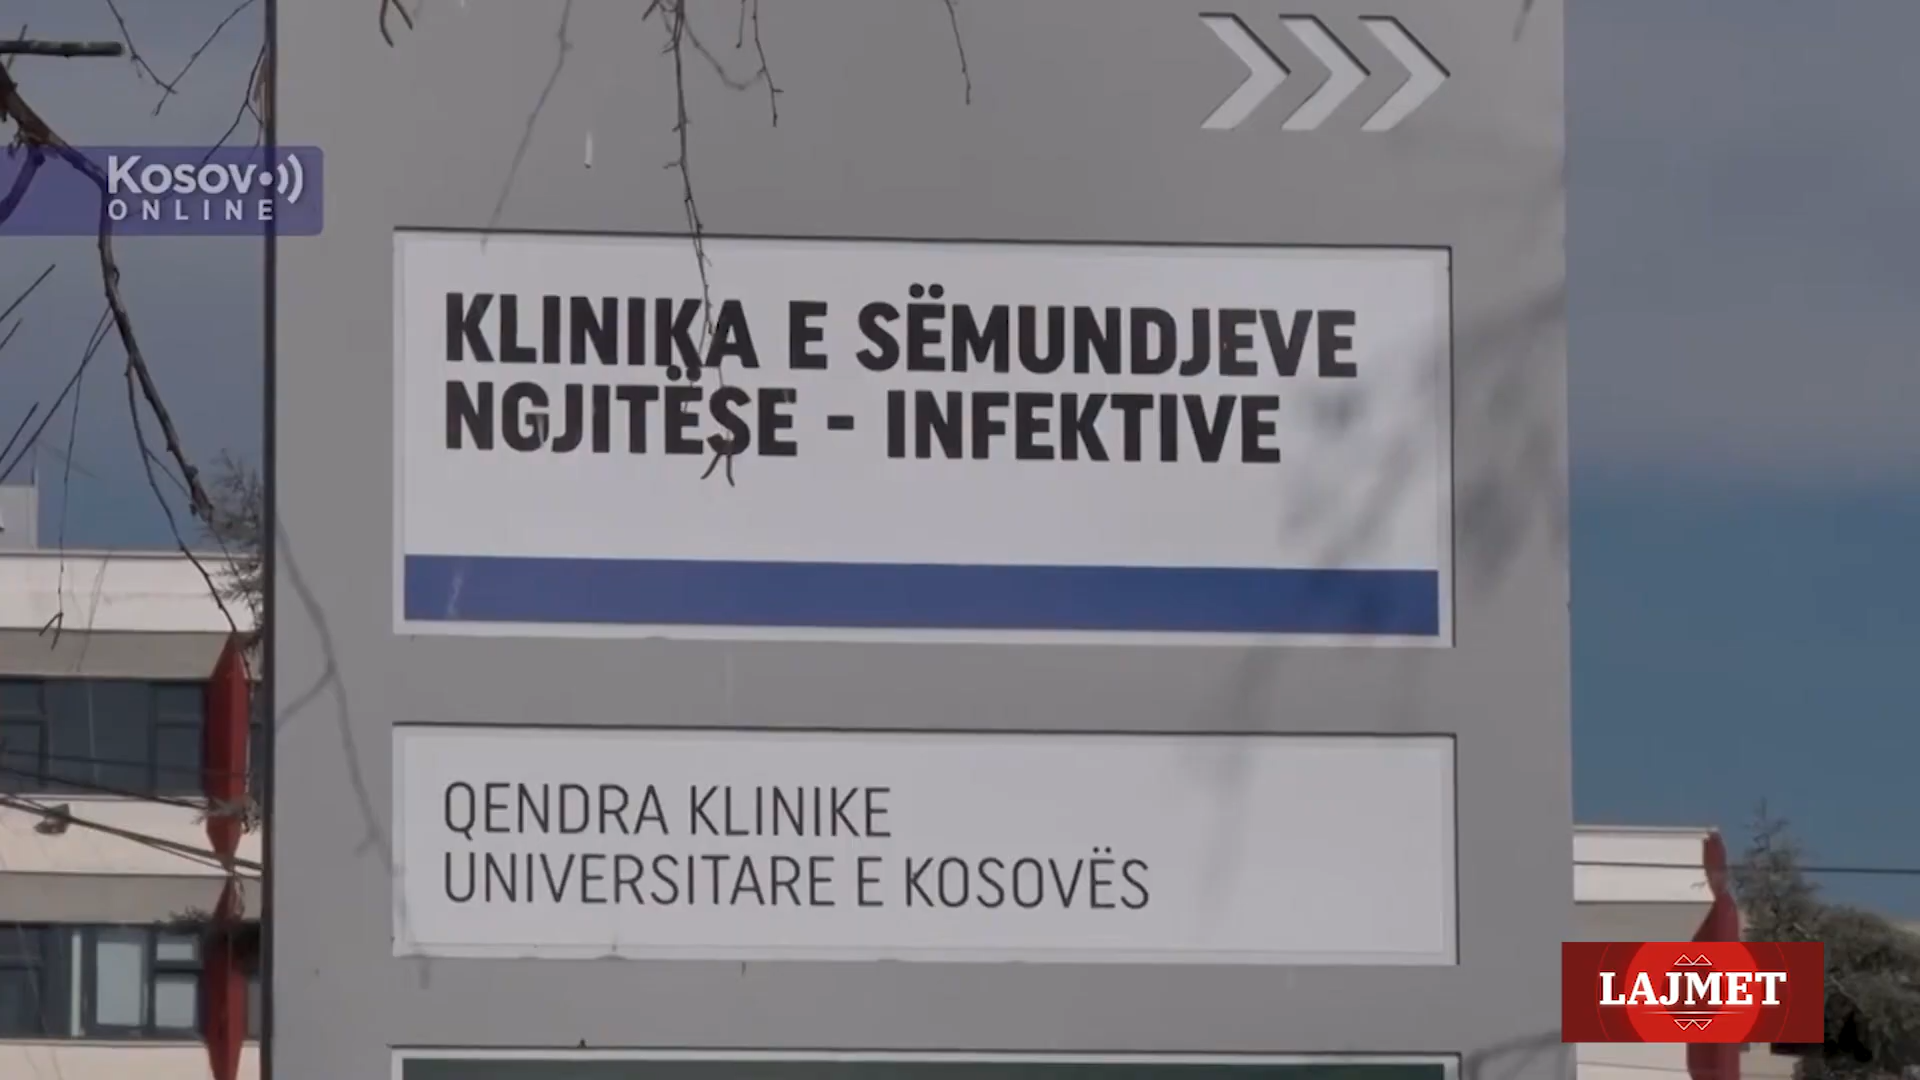 Kosovo
ONLINE
KLINIKA E SËMUNDJEVE
NGJITËSE - INFEKTIVE
QENDRA KLINIKE
UNIVERSITARE E KOSOVËS
LAJMET